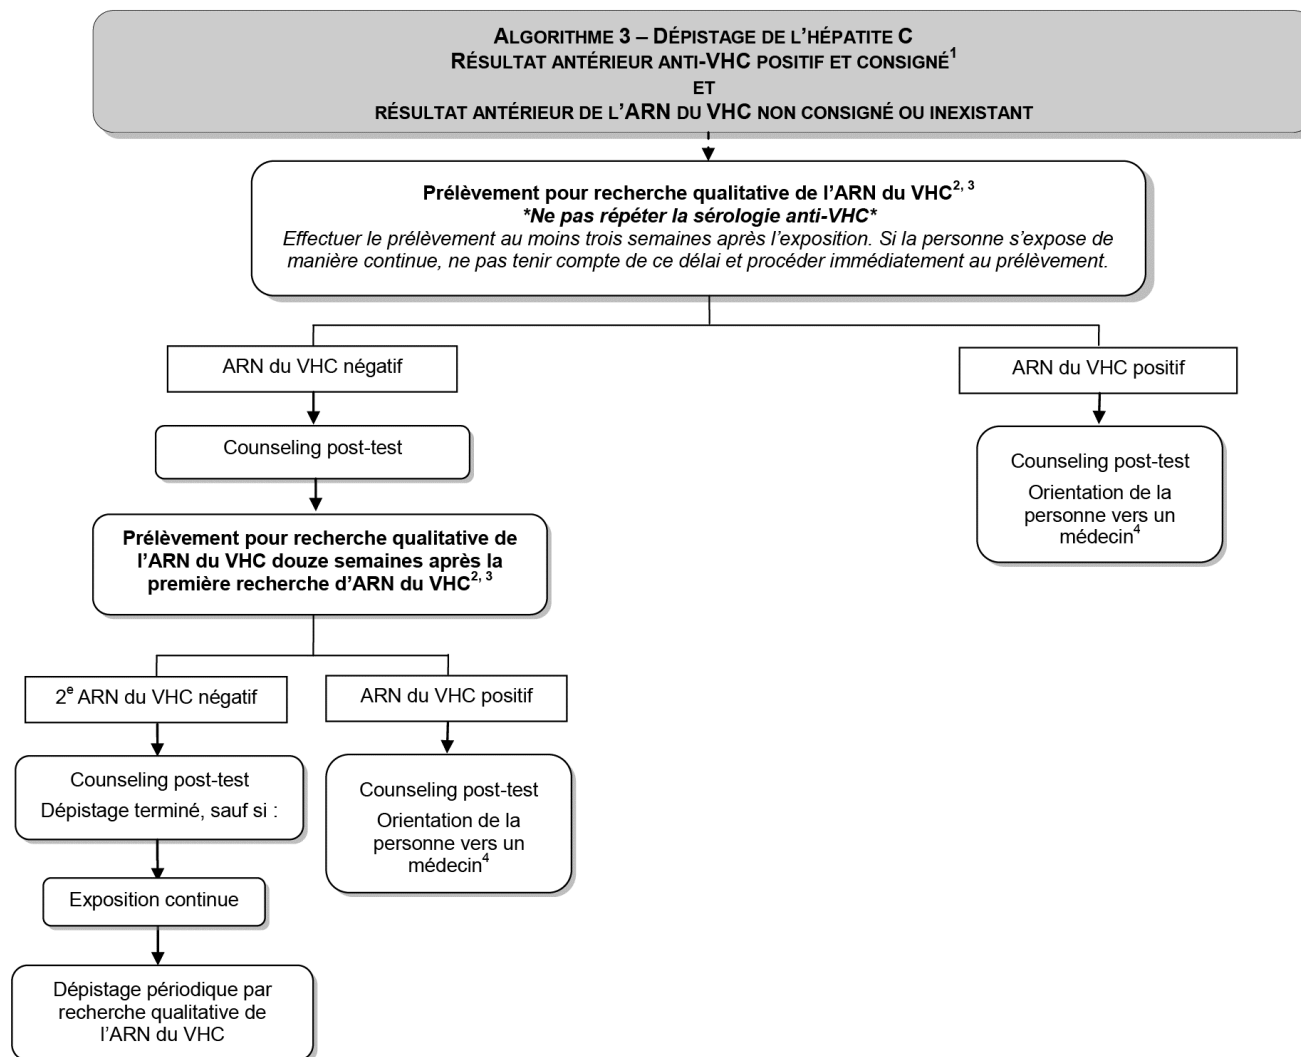 ALGORITHME 3 – DÉPISTAGE DE L'HÉPATITE C
RÉSULTAT ANTÉRIEUR ANTI-VHC POSITIF ET CONSIGNÉ1
ET
RÉSULTAT ANTÉRIEUR DE L'ARN DU VHC NON CONSIGNÉ OU INEXISTANT
Prélèvement pour recherche qualitative de l'ARN du VHC2, 3
*Ne pas répéter la sérologie anti-VHC*
Effectuer le prélèvement au moins trois semaines après l'exposition. Si la personne s'expose de
manière continue, ne pas tenir compte de ce délai et procéder immédiatement au prélèvement.
ARN du VHC négatif
ARN du VHC positif
Counseling post-test
Counseling post-test
Orientation de la
personne vers un
médecin4
Prélèvement pour recherche qualitative de
l'ARN du VHC douze semaines après la
première recherche d'ARN du VHC2, 3
2e ARN du VHC négatif
ARN du VHC positif
Counseling post-test
Dépistage terminé, sauf si :
Counseling post-test
Orientation de la
personne vers un
médecin4
Exposition continue
Dépistage périodique par
recherche qualitative de
l'ARN du VHC